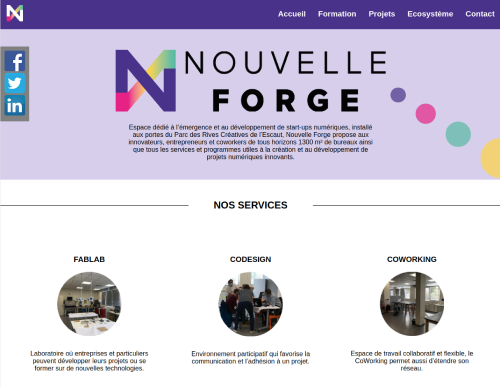 Accueil Formation Projets Ecosystème Contact
NOUVELLE
FORGE
Espace dédié à l'émergence et au développement de start-ups numériques, installé
aux portes du Parc des Rives Créatives de l'Escaut, Nouvelle Forge propose aux
innovateurs, entrepreneurs et coworkers de tous horizons 1300 m² de bureaux ainsi
que tous les services et programmes utiles à la création et au développement de
projets numériques innovants.
NOS SERVICES
FABLAB
Laboratoire où entreprises et particuliers
peuvent développer leurs projets ou se
former sur de nouvelles technologies.
CODESIGN
Environnement participatif qui favorise la
communication et l'adhésion à un projet.
COWORKING
Espace de travail collaboratif et flexible, le
CoWorking permet aussi d'étendre son
réseau.